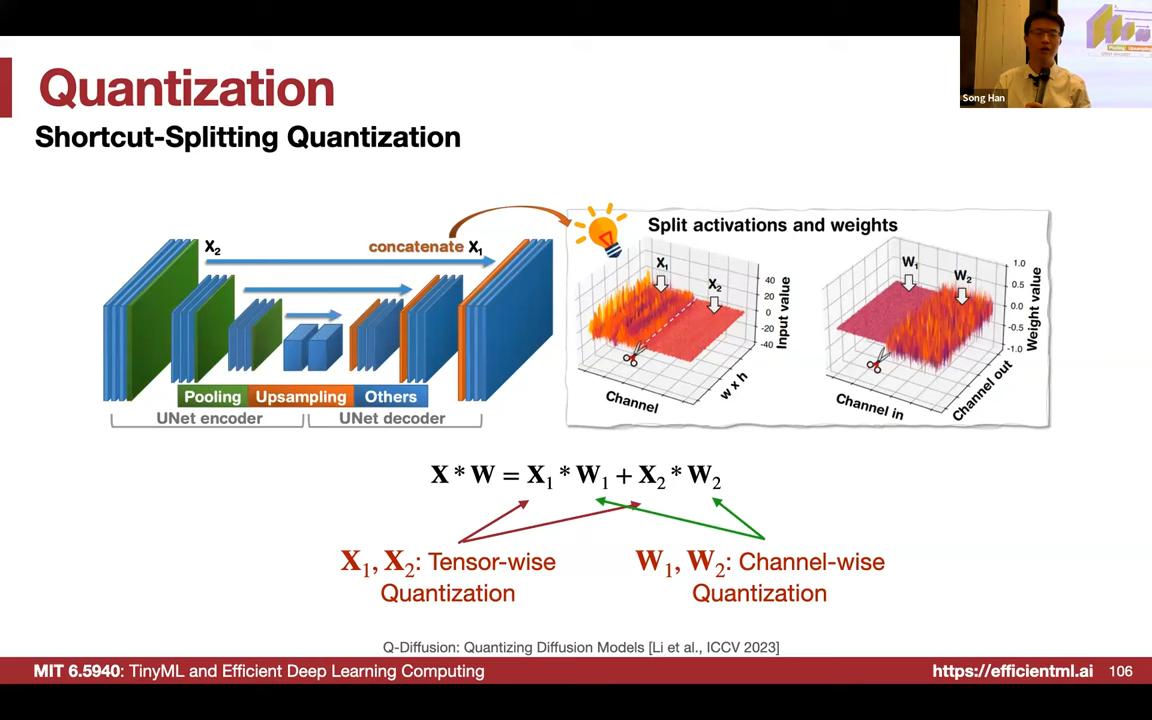 Quantization
Shortcut-Splitting Quantization
Song Han
X2
concatenate X1
Pooling
Upsampling
Others
UNet encoder
UNet decoder
Split activations and weights
X1
X2
40
20
0
-20
-40
Input value
Channel
w x h
W1
W2
1.0
0.5
0.0
-0.5
-1.0
Weight value
Channel in
Channel out
X * W = X1 * W1 + X2 * W2
X1, X2: Tensor-wise
Quantization
W1, W2: Channel-wise
Quantization
Q-Diffusion: Quantizing Diffusion Models [Li et al., ICCV 2023]
MIT 6.5940: TinyML and Efficient Deep Learning Computing
https://efficientml.ai
106